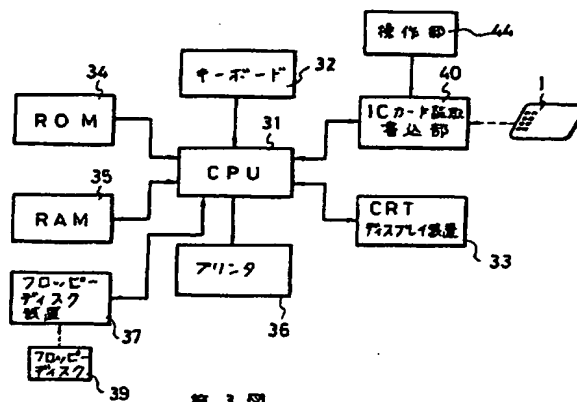 操作部
44
キーボード
32
34
ROM
40
ICカード読取
書込部
1
31
CPU
35
RAM
CRT
ディスプレイ装置
33
プリンタ
36
フロッピー
ディスク
装置
37
フロッピー
ディスク
39
第3図